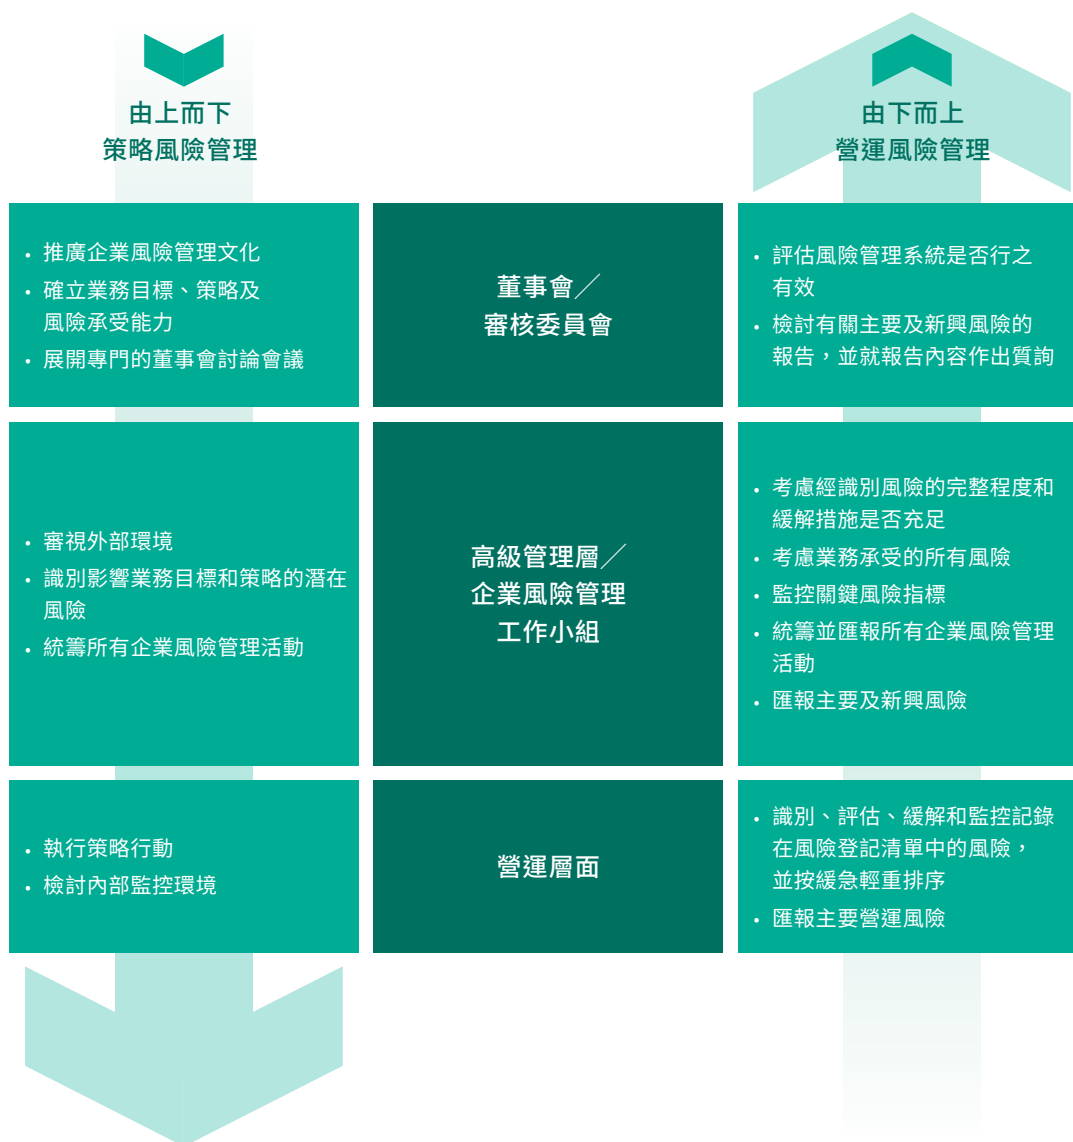 由上而下
策略風險管理
由下而上
營運風險管理
• 推廣企業風險管理文化
• 確立業務目標、策略及
風險承受能力
• 展開專門的董事會討論會議
董事會／
審核委員會
• 評估風險管理系統是否行之
有效
• 檢討有關主要及新興風險的
報告，並就報告內容作出質詢
• 審視外部環境
• 識別影響業務目標和策略的潛在
風險
• 統籌所有企業風險管理活動
高級管理層／
企業風險管理
工作小組
• 考慮經識別風險的完整程度和
緩解措施是否充足
• 考慮業務承受的所有風險
• 監控關鍵風險指標
• 統籌並匯報所有企業風險管理
活動
• 匯報主要及新興風險
• 執行策略行動
• 檢討內部監控環境
營運層面
• 識別、評估、緩解和監控記錄
在風險登記清單中的風險，
並按緩急輕重排序
• 匯報主要營運風險